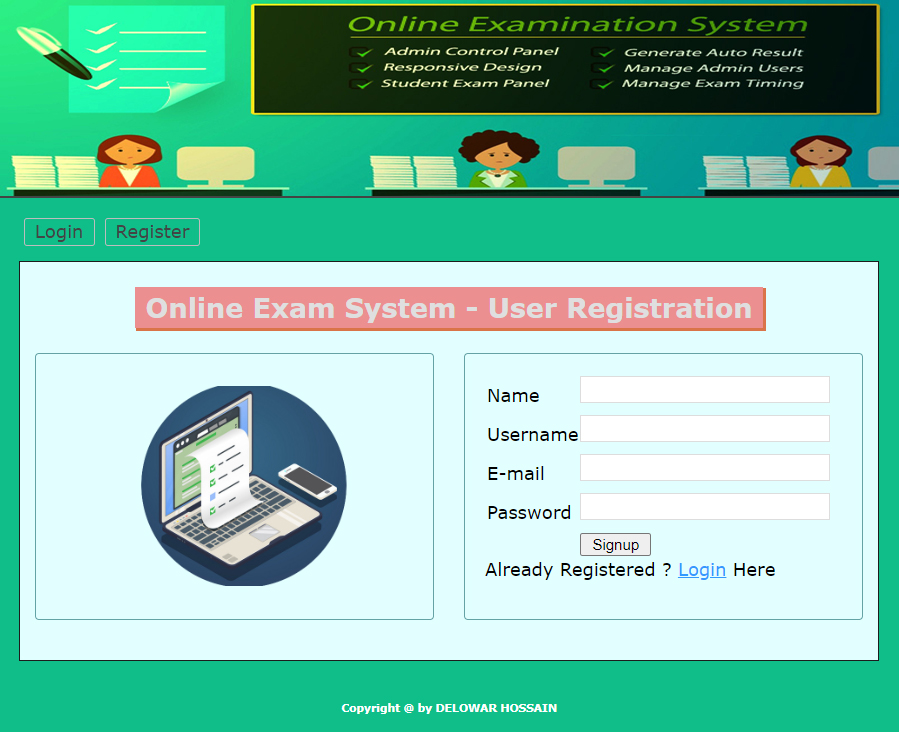 Online Examination System
Admin Control Panel
Responsive Design
Student Exam Panel
Generate Auto Result
Manage Admin Users
Manage Exam Timing
Login Register
Online Exam System - User Registration
Name
Username
E-mail
Password
Signup
Already Registered ? Login Here
Copyright @ by DELOWAR HOSSAIN